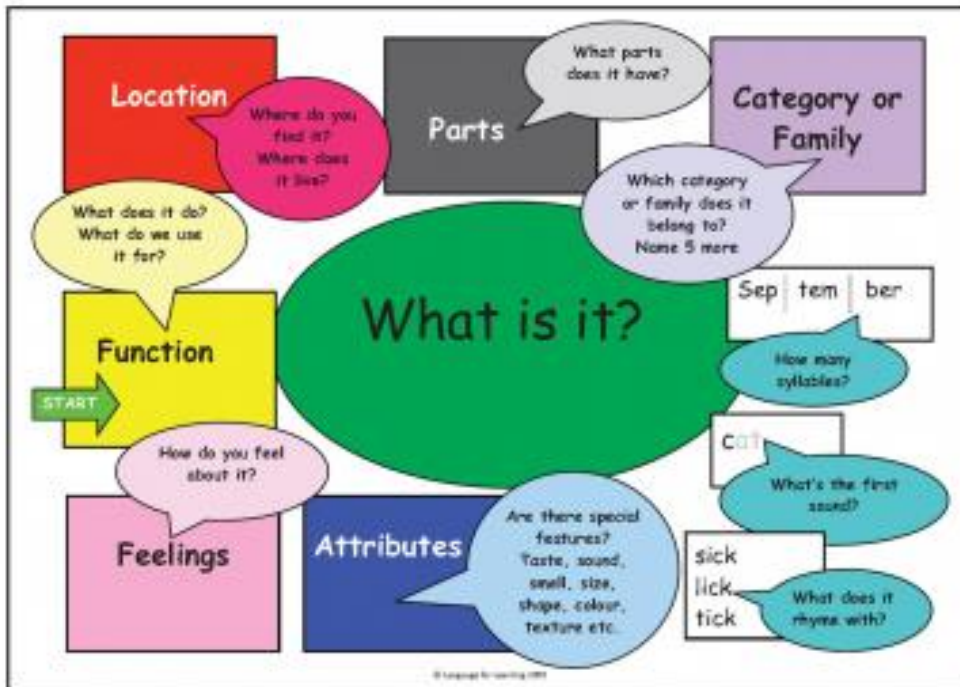 Location
Where do you
find it?
Where does
it live?
Parts
What parts
does it have?
Category or
Family
Which category
or family does it
belong to?
Name 5 more
What does it do?
What do we use
it for?
Function
START
What is it?
Sep tem ber
How many
syllables?
cat
What's the first
sound?
How do you feel
about it?
Feelings
Attributes
Are there special
features?
Taste, sound,
smell, size,
shape, colour,
texture etc.
sick
lick
tick
What does it
rhyme with?
© Language for Learning